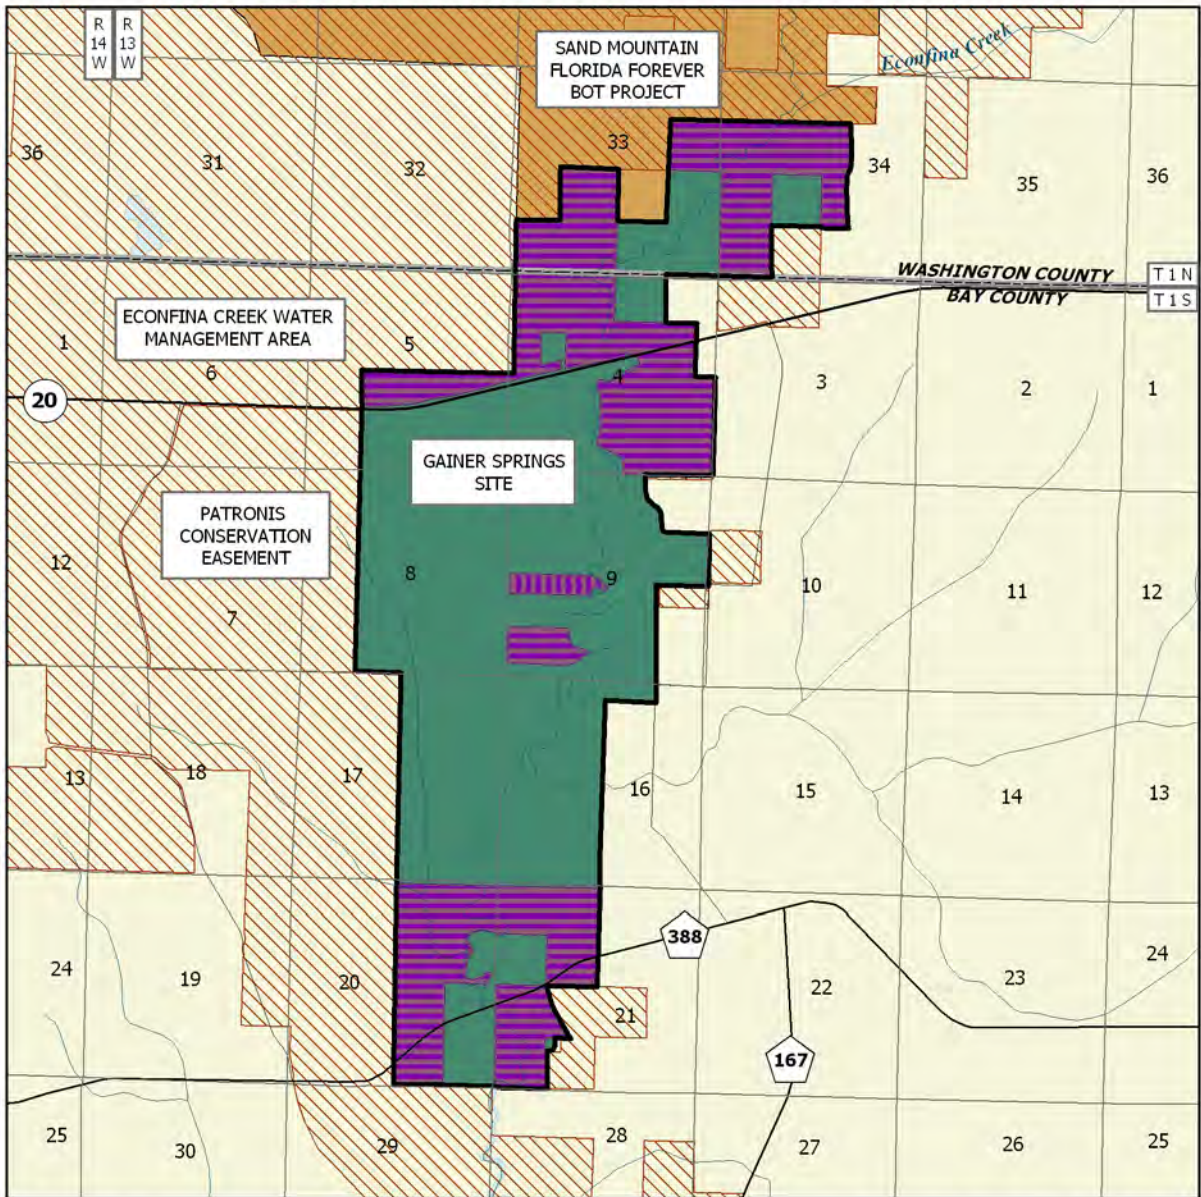 R
14
W
R
13
W
SAND MOUNTAIN
FLORIDA FOREVER
BOT PROJECT
Econfina Creek
36
31
32
33
34
35
36
WASHINGTON COUNTY
BAY COUNTY
T 1 N
T 1 S
ECONFINA CREEK WATER
MANAGEMENT AREA
1
6
5
4
3
2
1
20
GAINER SPRINGS
SITE
PATRONIS
CONSERVATION
EASEMENT
12
7
8
9
10
11
12
13
18
17
16
15
14
13
388
24
19
20
21
22
23
24
167
25
30
29
28
27
26
25